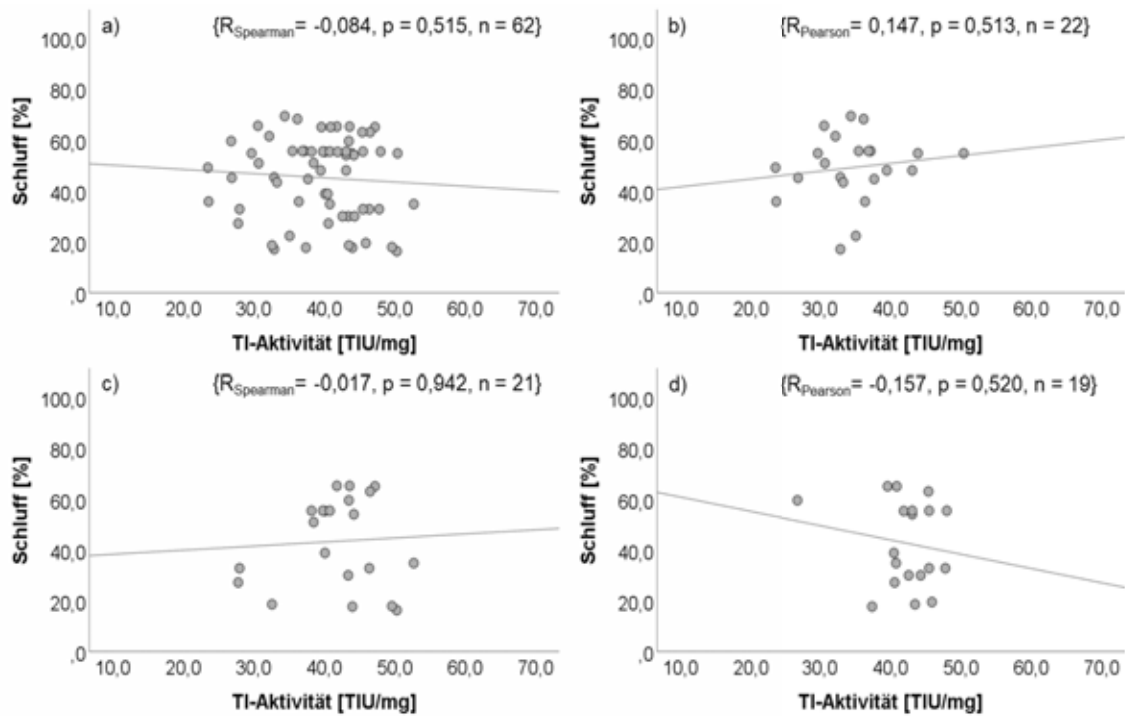 a) {R_Spearman= -0,084, p = 0,515, n = 62}
100,0
80,0
60,0
40,0
20,0
,0
Schluff [%]
10,0 20,0 30,0 40,0 50,0 60,0 70,0
TI-Aktivität [TIU/mg]
b) {R_Pearson= 0,147, p = 0,513, n = 22}
100,0
80,0
60,0
40,0
20,0
,0
Schluff [%]
10,0 20,0 30,0 40,0 50,0 60,0 70,0
TI-Aktivität [TIU/mg]
c) {R_Spearman= -0,017, p = 0,942, n = 21}
100,0
80,0
60,0
40,0
20,0
,0
Schluff [%]
10,0 20,0 30,0 40,0 50,0 60,0 70,0
TI-Aktivität [TIU/mg]
d) {R_Pearson= -0,157, p = 0,520, n = 19}
100,0
80,0
60,0
40,0
20,0
,0
Schluff [%]
10,0 20,0 30,0 40,0 50,0 60,0 70,0
TI-Aktivität [TIU/mg]